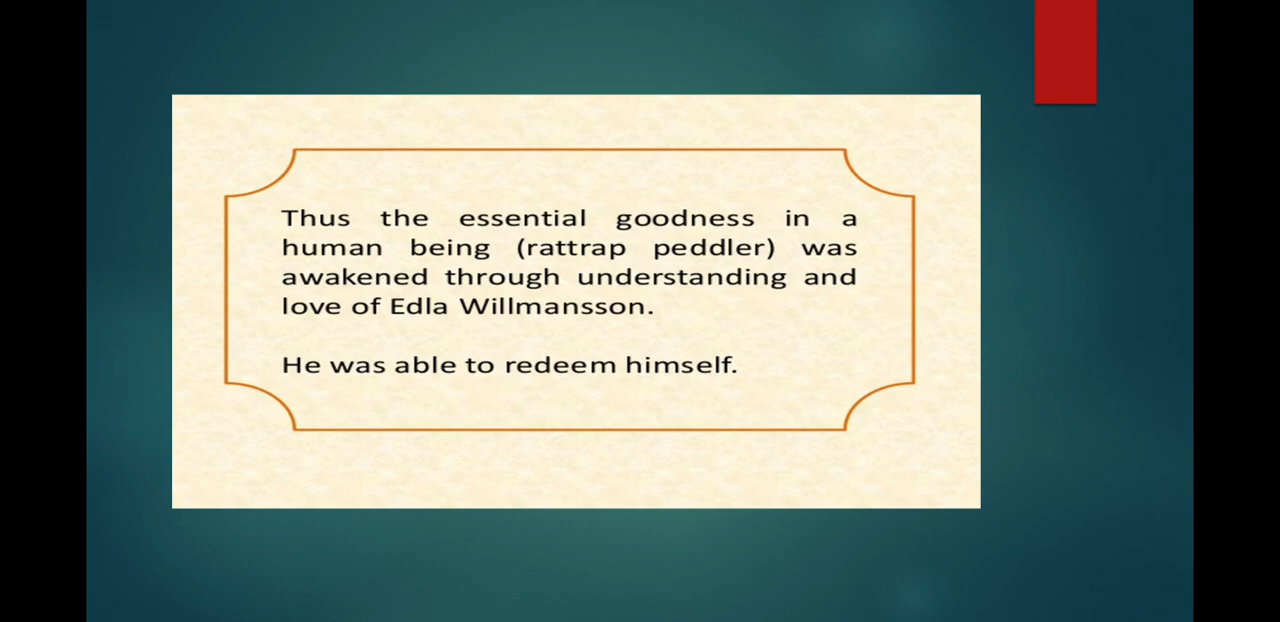 Thus the essential goodness in a
human being (rattrap peddler) was
awakened through understanding and
love of Edla Willmansson.
He was able to redeem himself.